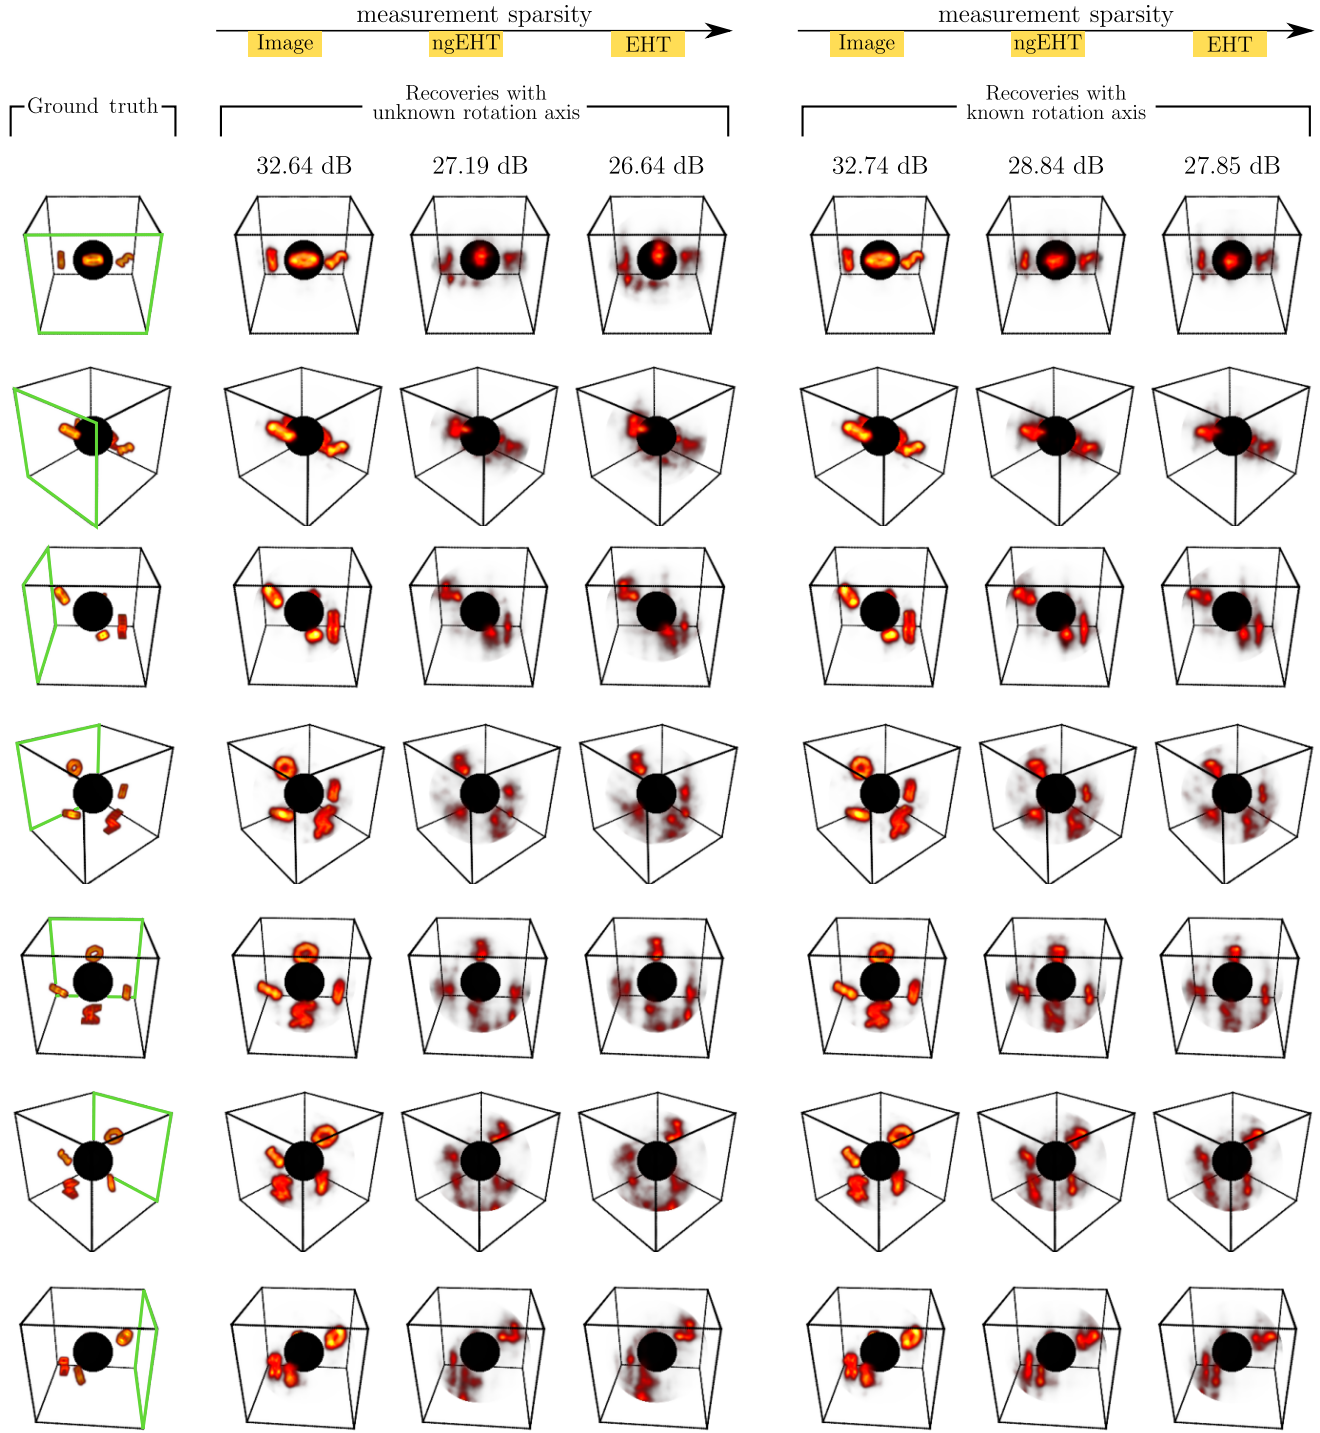 measurement sparsity
Image ngEHT EHT
measurement sparsity
Image ngEHT EHT
Ground truth
Recoveries with
unknown rotation axis
Recoveries with
known rotation axis
32.64 dB 27.19 dB 26.64 dB
32.74 dB 28.84 dB 27.85 dB